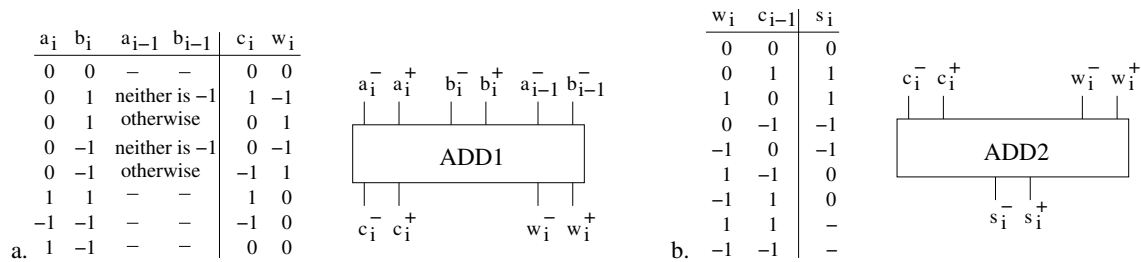 a_i b_i a_{i-1} b_{i-1} c_i w_i
0 0 – – 0 0
0 1 neither is −1 1 −1
0 1 otherwise 0 1
0 −1 neither is −1 0 −1
0 −1 otherwise −1 1
1 1 – – 1 0
−1 −1 – – −1 0
1 −1 – – 0 0
a.
a_i^- a_i^+ b_i^- b_i^+ a_{i-1}^- b_{i-1}^-
ADD1
c_i^- c_i^+ w_i^- w_i^+
w_i c_{i-1} s_i
0 0 0
0 1 1
1 0 1
0 −1 −1
−1 0 −1
1 −1 0
−1 1 0
1 1 –
−1 −1 –
b.
c_i^- c_i^+ w_i^- w_i^+
ADD2
s_i^- s_i^+